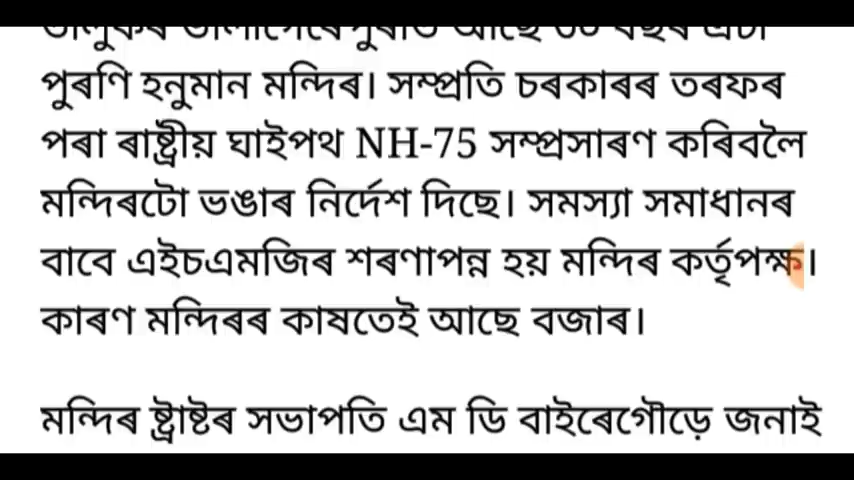 পুৰণি হনুমান মন্দিৰ। সম্প্ৰতি চৰকাৰৰ তৰফৰ
পৰা ৰাষ্ট্ৰীয় ঘাইপথ NH-75 সম্প্ৰসাৰণ কৰিবলৈ
মন্দিৰটো ভঙাৰ নিৰ্দেশ দিছে। সমস্যা সমাধানৰ
বাবে এইচএমজিৰ শৰণাপন্ন হয় মন্দিৰ কৰ্তৃপক্ষ।
কাৰণ মন্দিৰৰ কাষতেই আছে বজাৰ।
মন্দিৰ ষ্ট্ৰাষ্টৰ সভাপতি এম ডি বাইৰেগৌড়ে জনাই